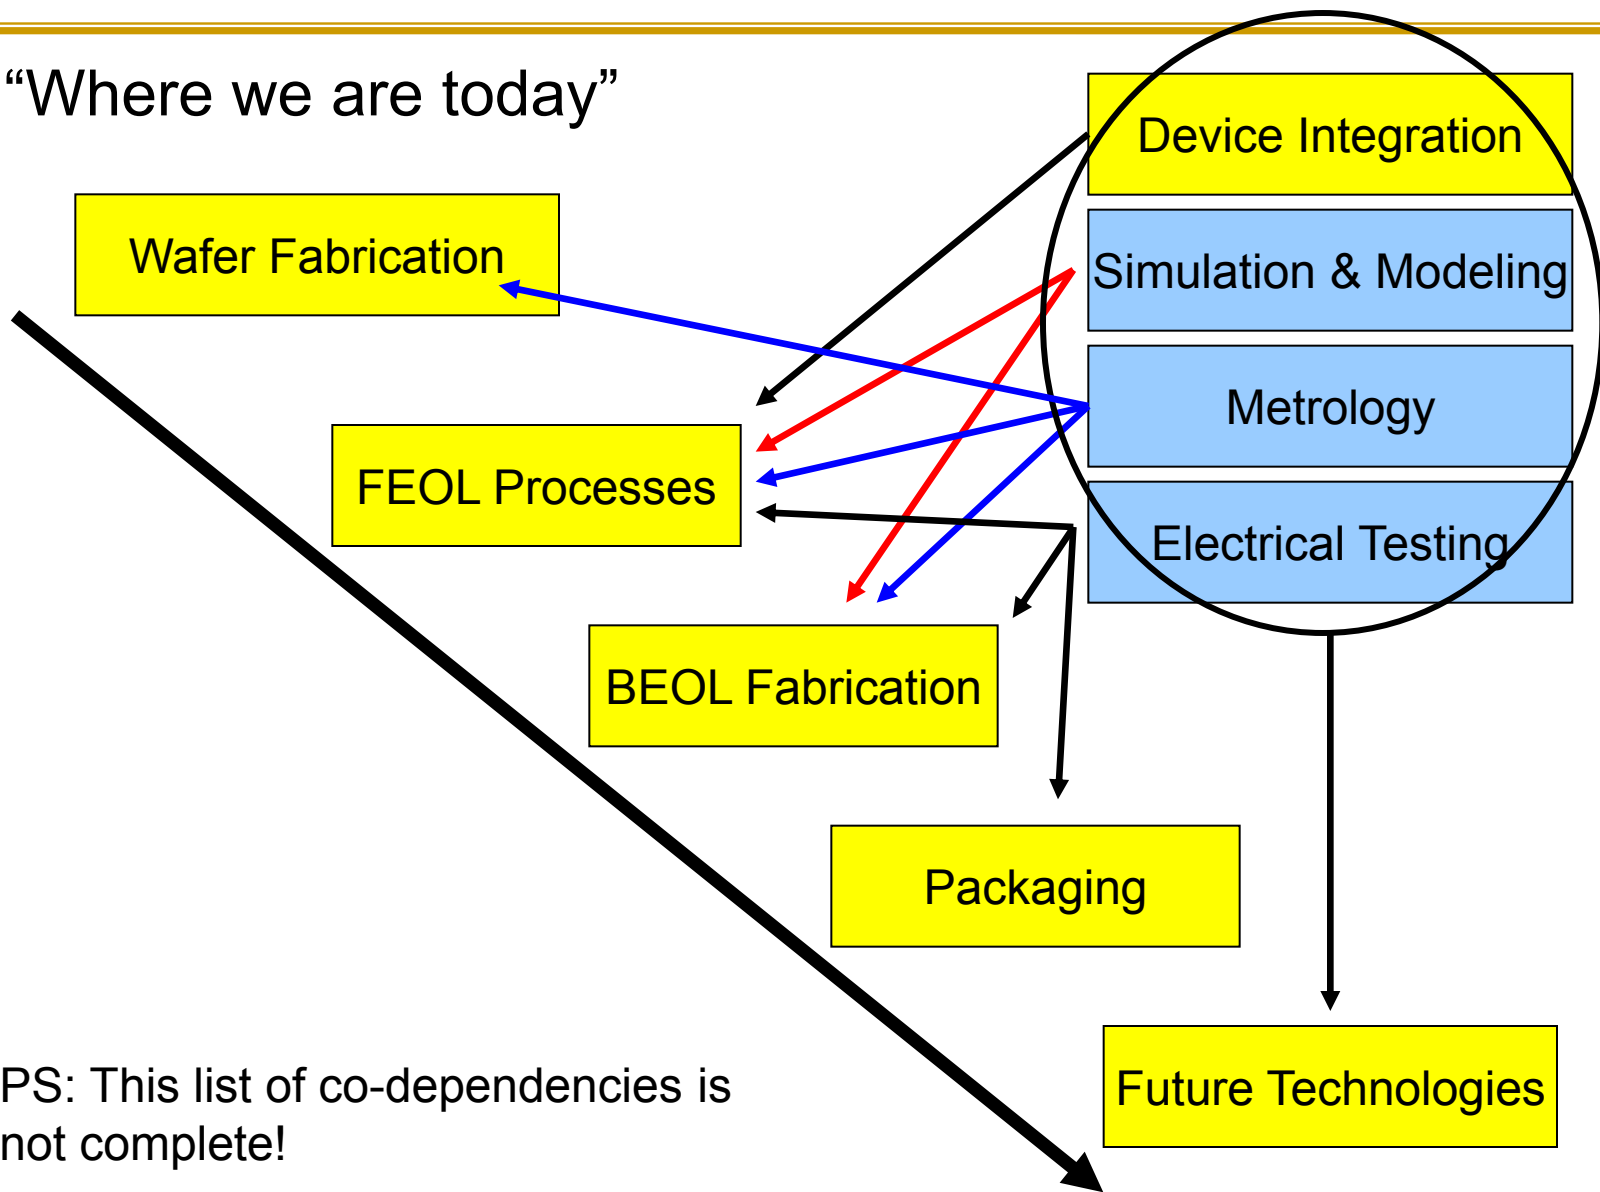 “Where we are today”
Device Integration
Wafer Fabrication
Simulation & Modeling
Metrology
FEOL Processes
Electrical Testing
BEOL Fabrication
Packaging
Future Technologies
PS: This list of co-dependencies is
not complete!